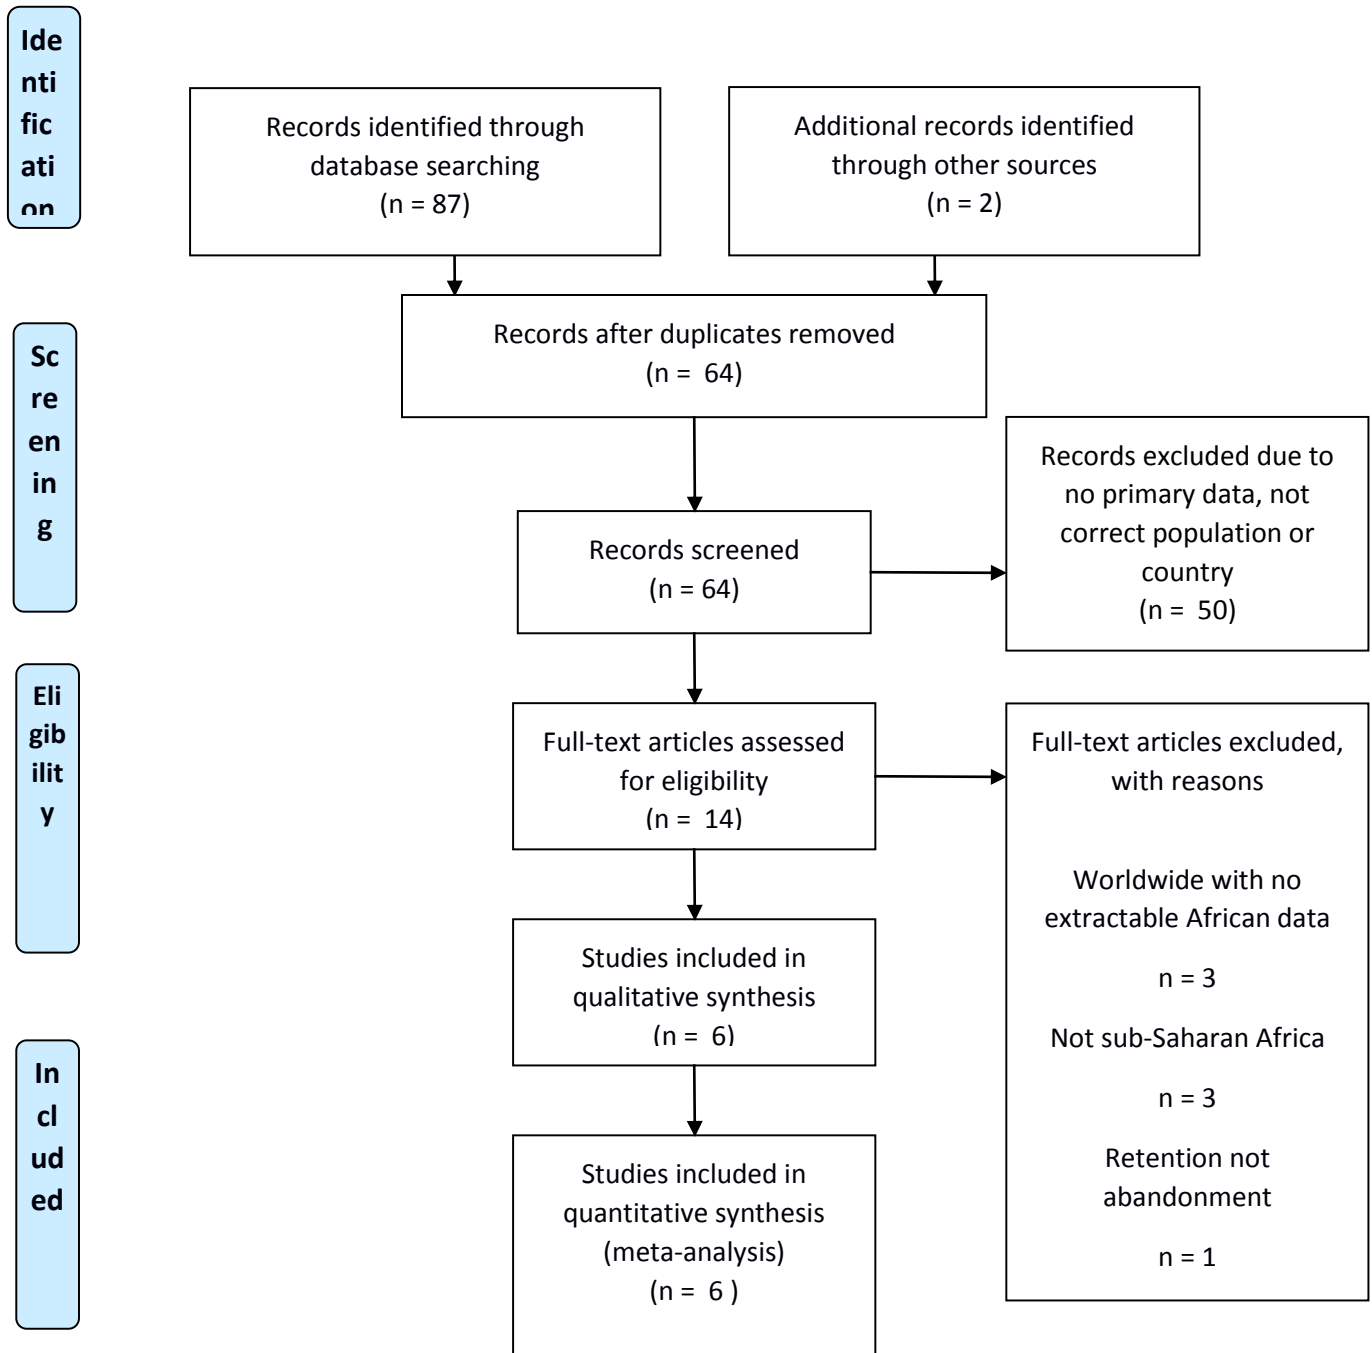 Ide
nti
fic
ati
on
Records identified through
database searching
(n = 87)
Additional records identified
through other sources
(n = 2)
Records after duplicates removed
(n =  64)
Sc
re
en
in
g
Records screened
(n = 64)
Records excluded due to
no primary data, not
correct population or
country
(n =  50)
Eli
gib
ilit
y
Full-text articles assessed
for eligibility
(n =  14)
Full-text articles excluded,
with reasons
Worldwide with no
extractable African data
n = 3
Not sub-Saharan Africa
n = 3
Retention not
abandonment
n = 1
Studies included in
qualitative synthesis
(n =  6)
In
cl
ud
ed
Studies included in
quantitative synthesis
(meta-analysis)
(n =  6 )